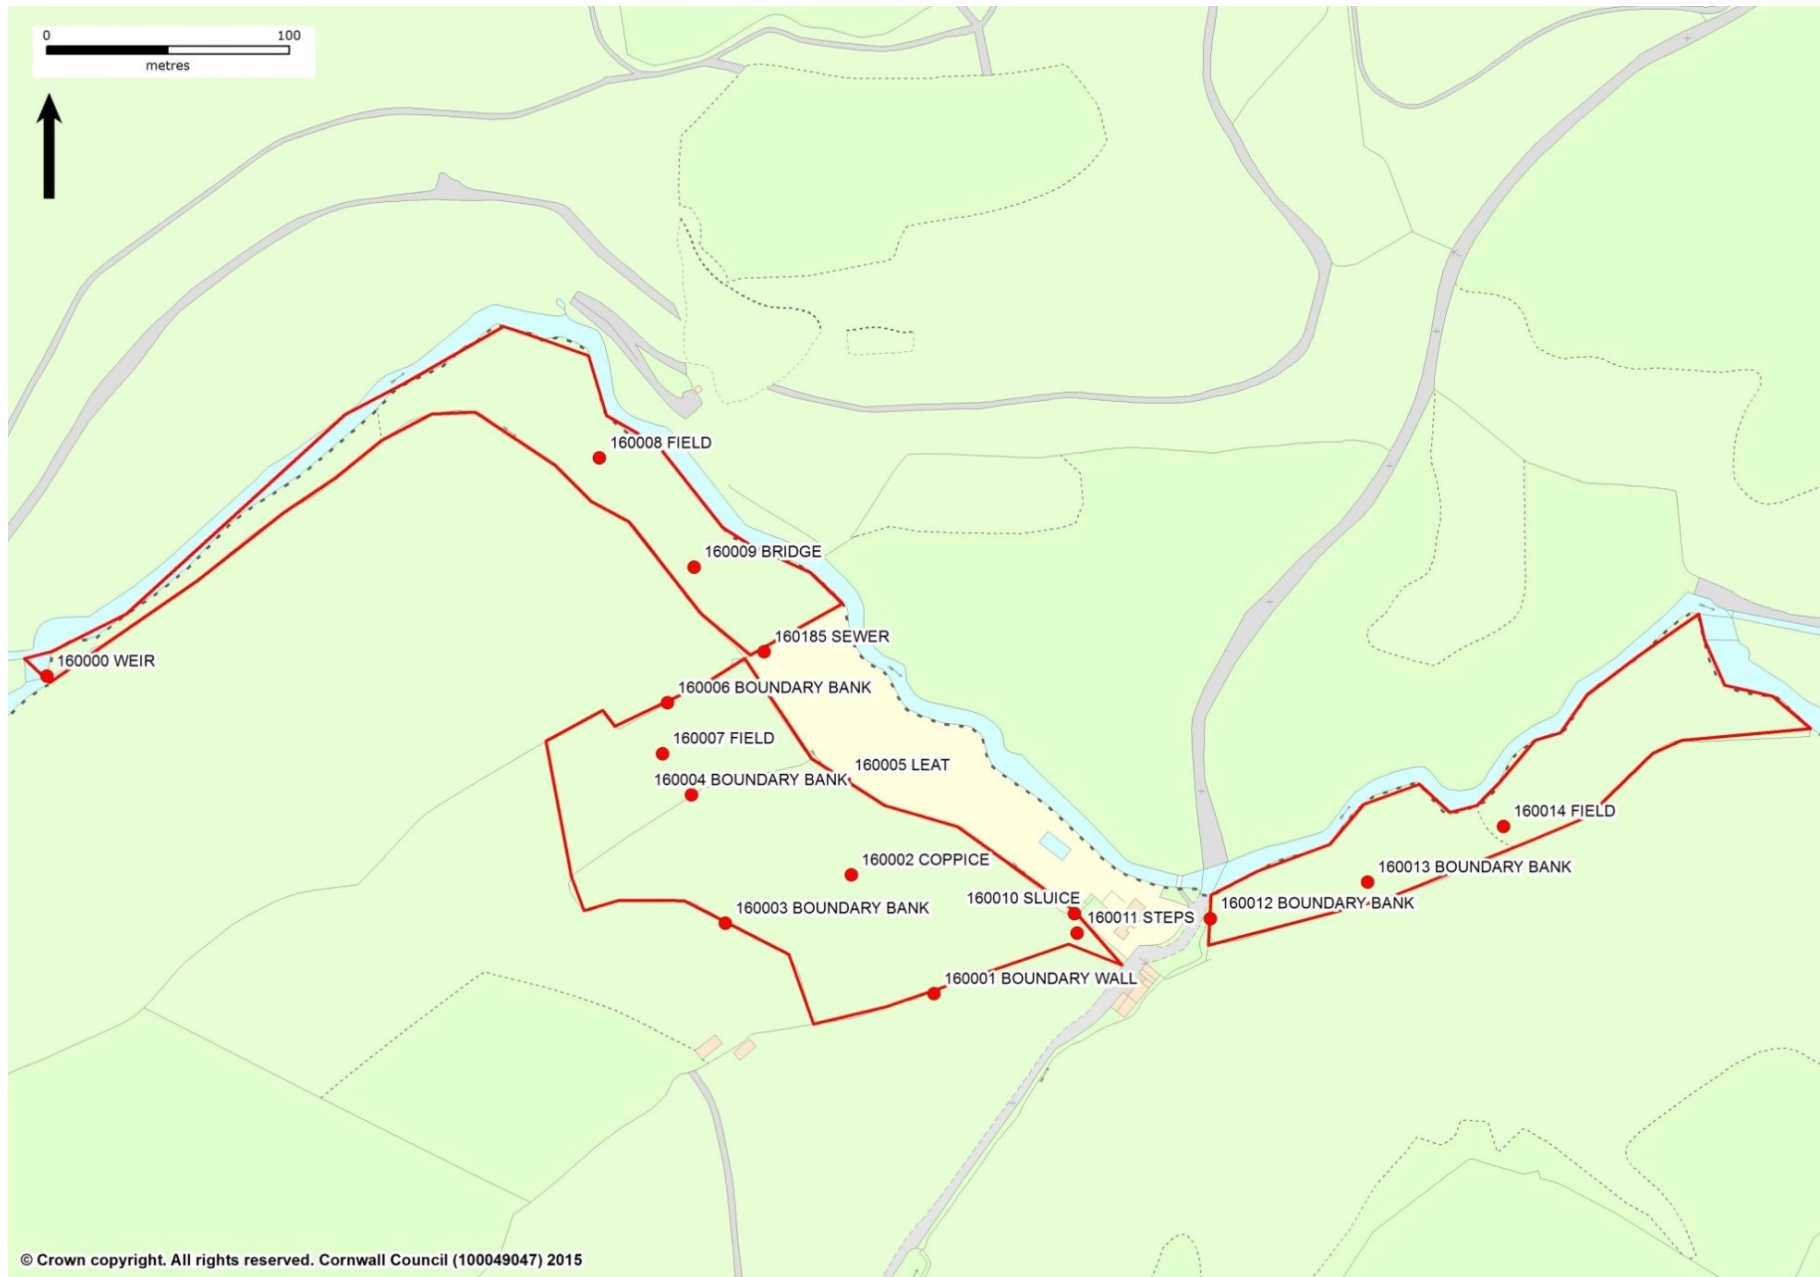 0 100
metres
160008 FIELD
160009 BRIDGE
160185 SEWER
160000 WEIR
160006 BOUNDARY BANK
160007 FIELD
160005 LEAT
160004 BOUNDARY BANK
160014 FIELD
160002 COPPICE
160013 BOUNDARY BANK
160010 SLUICE
160012 BOUNDARY BANK
160003 BOUNDARY BANK
160011 STEPS
160001 BOUNDARY WALL
© Crown copyright. All rights reserved. Cornwall Council (100049047) 2015